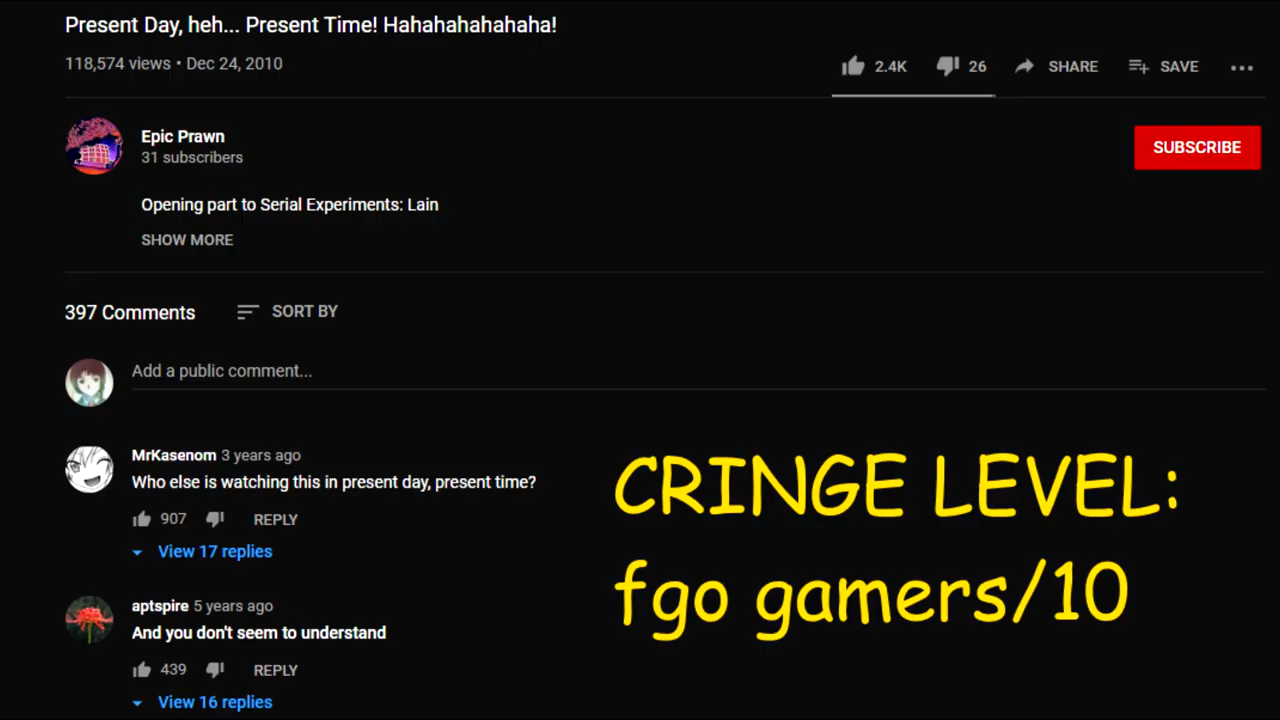 Present Day, heh... Present Time! Hahahahahahaha!
118,574 views • Dec 24, 2010
2.4K 26 SHARE SAVE
Epic Prawn
31 subscribers
SUBSCRIBE
Opening part to Serial Experiments: Lain
SHOW MORE
397 Comments SORT BY
Add a public comment...
MrKasenom 3 years ago
Who else is watching this in present day, present time?
907 REPLY
View 17 replies
aptspire 5 years ago
And you don't seem to understand
439 REPLY
View 16 replies
CRINGE LEVEL:
fgo gamers/10